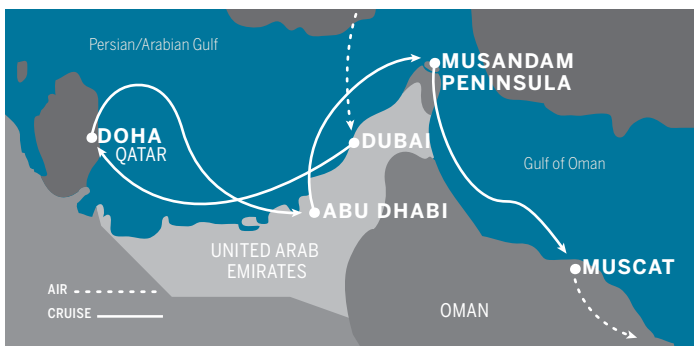 Persian/Arabian Gulf
MUSANDAM
PENINSULA
DOHA
QATAR
DUBAI
Gulf of Oman
ABU DHABI
UNITED ARAB
EMIRATES
MUSCAT
AIR
CRUISE
OMAN